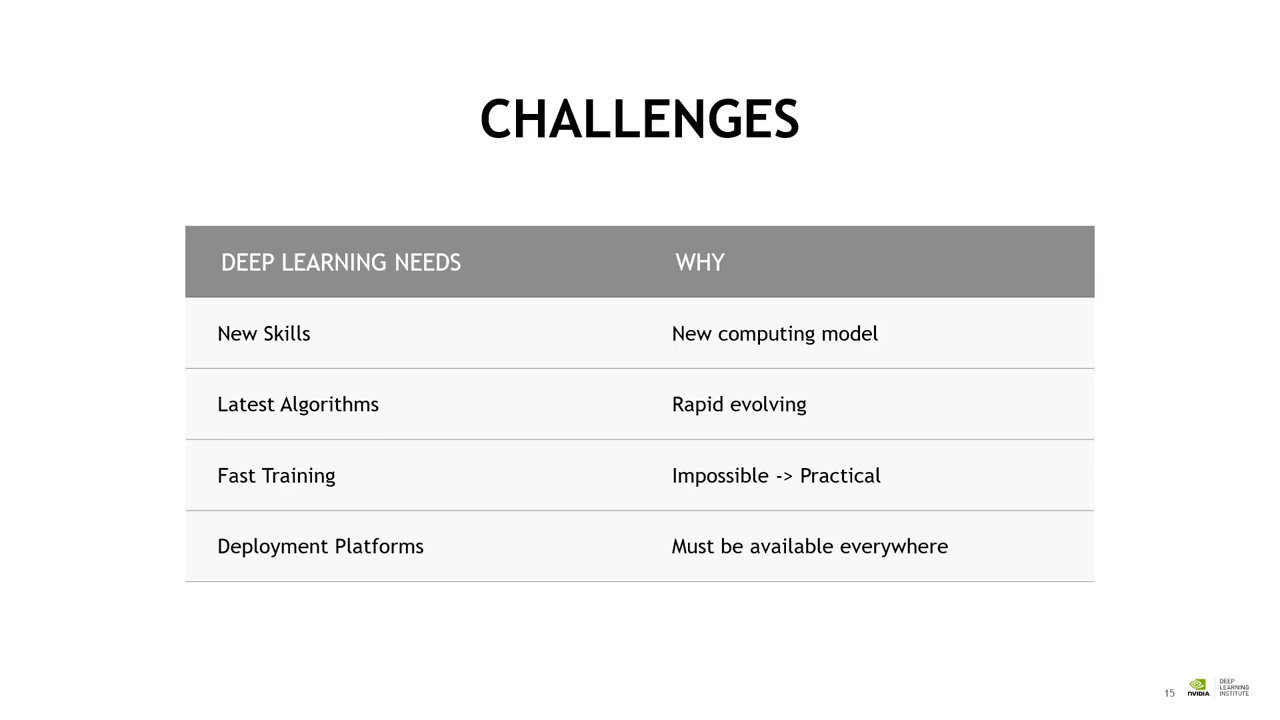 CHALLENGES
DEEP LEARNING NEEDS WHY
New Skills New computing model
Latest Algorithms Rapid evolving
Fast Training Impossible -> Practical
Deployment Platforms Must be available everywhere
15 NVIDIA DEEP LEARNING INSTITUTE